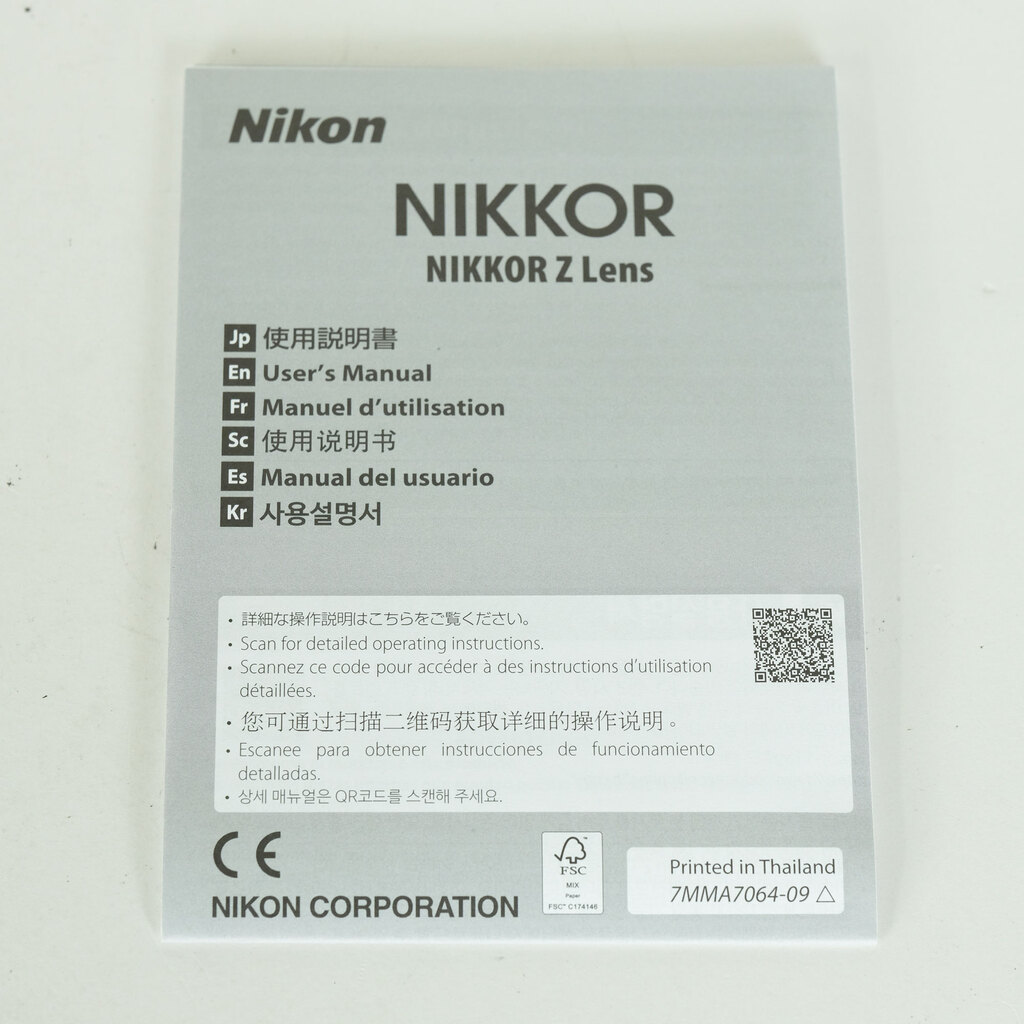 Nikon
NIKKOR
NIKKOR Z Lens
Jp 使用説明書
En User's Manual
Fr Manuel d'utilisation
Sc 使用说明书
Es Manual del usuario
Kr 사용설명서
• 詳細な操作説明はこちらをご覧ください。
• Scan for detailed operating instructions.
• Scannez ce code pour accéder à des instructions d'utilisation
détaillées.
• 您可通过扫描二维码获取详细的操作说明。
• Escanee para obtener instrucciones de funcionamiento
detalladas.
• 상세 매뉴얼은 QR코드를 스캔해 주세요.
CE
NIKON CORPORATION
FSC
MIX
Paper
FSC™ C174146
Printed in Thailand
7MMA7064-09 △